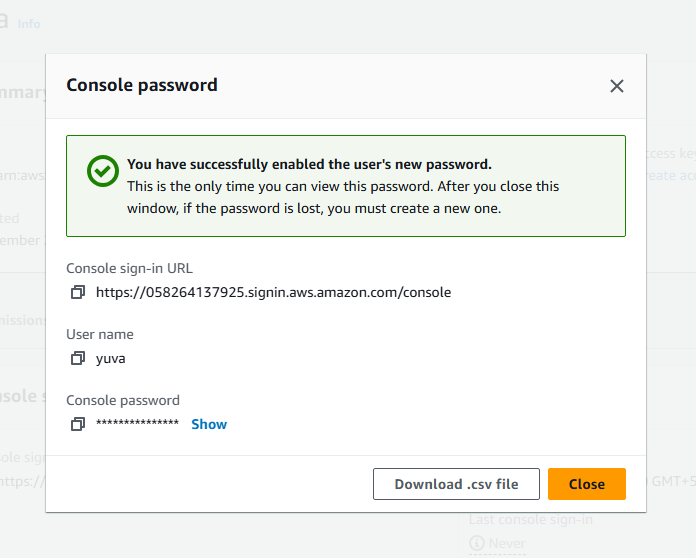 a Info
Console password
You have successfully enabled the user's new password.
This is the only time you can view this password. After you close this
window, if the password is lost, you must create a new one.
Console sign-in URL
https://058264137925.signin.aws.amazon.com/console
User name
yuva
Console password
*************** Show
Download .csv file
Close
mmary
arn:aws
ccess key
reate acc
ted
ember
missions
nsole s
ole sign
https://
GMT+5
Last console sign-in
Never